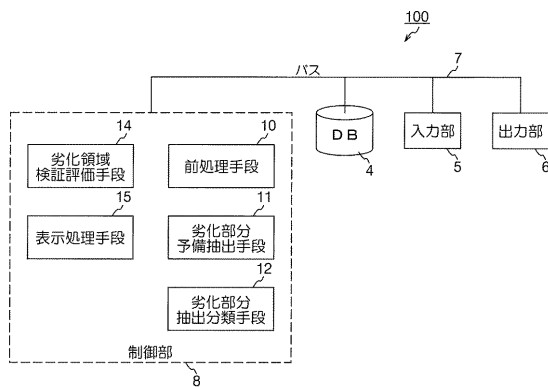 100
7
バス
14
劣化領域
検証評価手段
10
前処理手段
DB
4
入力部
5
出力部
6
15
表示処理手段
11
劣化部分
予備抽出手段
12
劣化部分
抽出分類手段
制御部
8